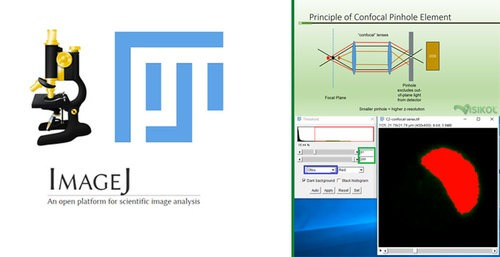 IMAGEJ
An open platform for scientific image analysis
Principle of Confocal Pinhole Element
"confocal" lenses
Focal Plane
Pinhole
excludes out-
of-plane light
from detector
Smaller pinhole = higher z-resolution
VISIKOL
Threshold
Otsu
Red
Dark background
Stack histogram
Auto
Apply
Reset
Set
C2-confocal-series.tif